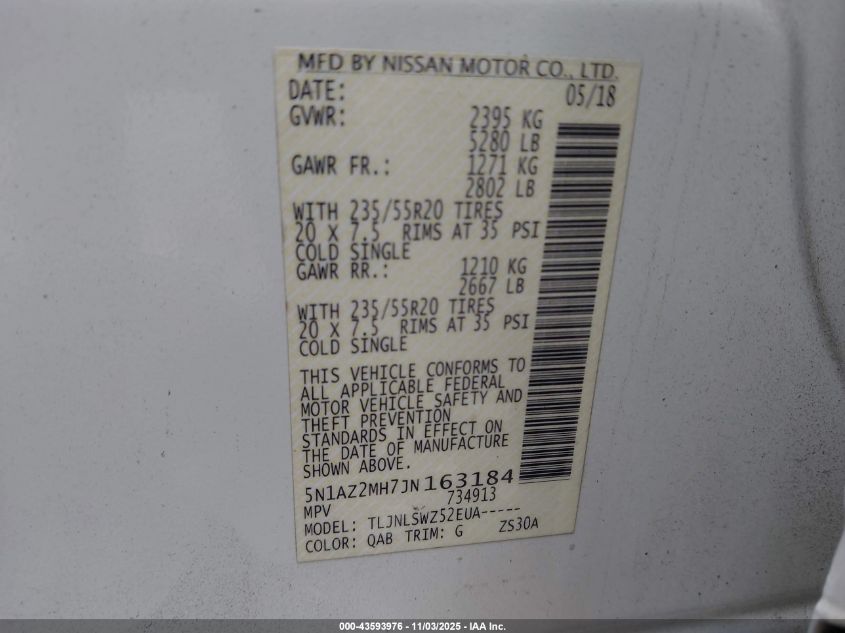 MFD BY NISSAN MOTOR CO., LTD.
DATE: 05/18
GVWR: 2395 KG
5280 LB
GAWR FR.: 1271 KG
2802 LB
WITH 235/55R20 TIRES
20 X 7.5 RIMS AT 35 PSI
COLD SINGLE
GAWR RR.: 1210 KG
2667 LB
WITH 235/55R20 TIRES
20 X 7.5 RIMS AT 35 PSI
COLD SINGLE
THIS VEHICLE CONFORMS TO
ALL APPLICABLE FEDERAL
MOTOR VEHICLE SAFETY AND
THEFT PREVENTION
STANDARDS IN EFFECT ON
THE DATE OF MANUFACTURE
SHOWN ABOVE.
5N1AZ2MH7JN163184
MPV 734913
MODEL: TLJNLSWZ52EUA-----
COLOR: QAB TRIM: G ZS30A
000-43593976 - 11/03/2025 - IAA Inc.